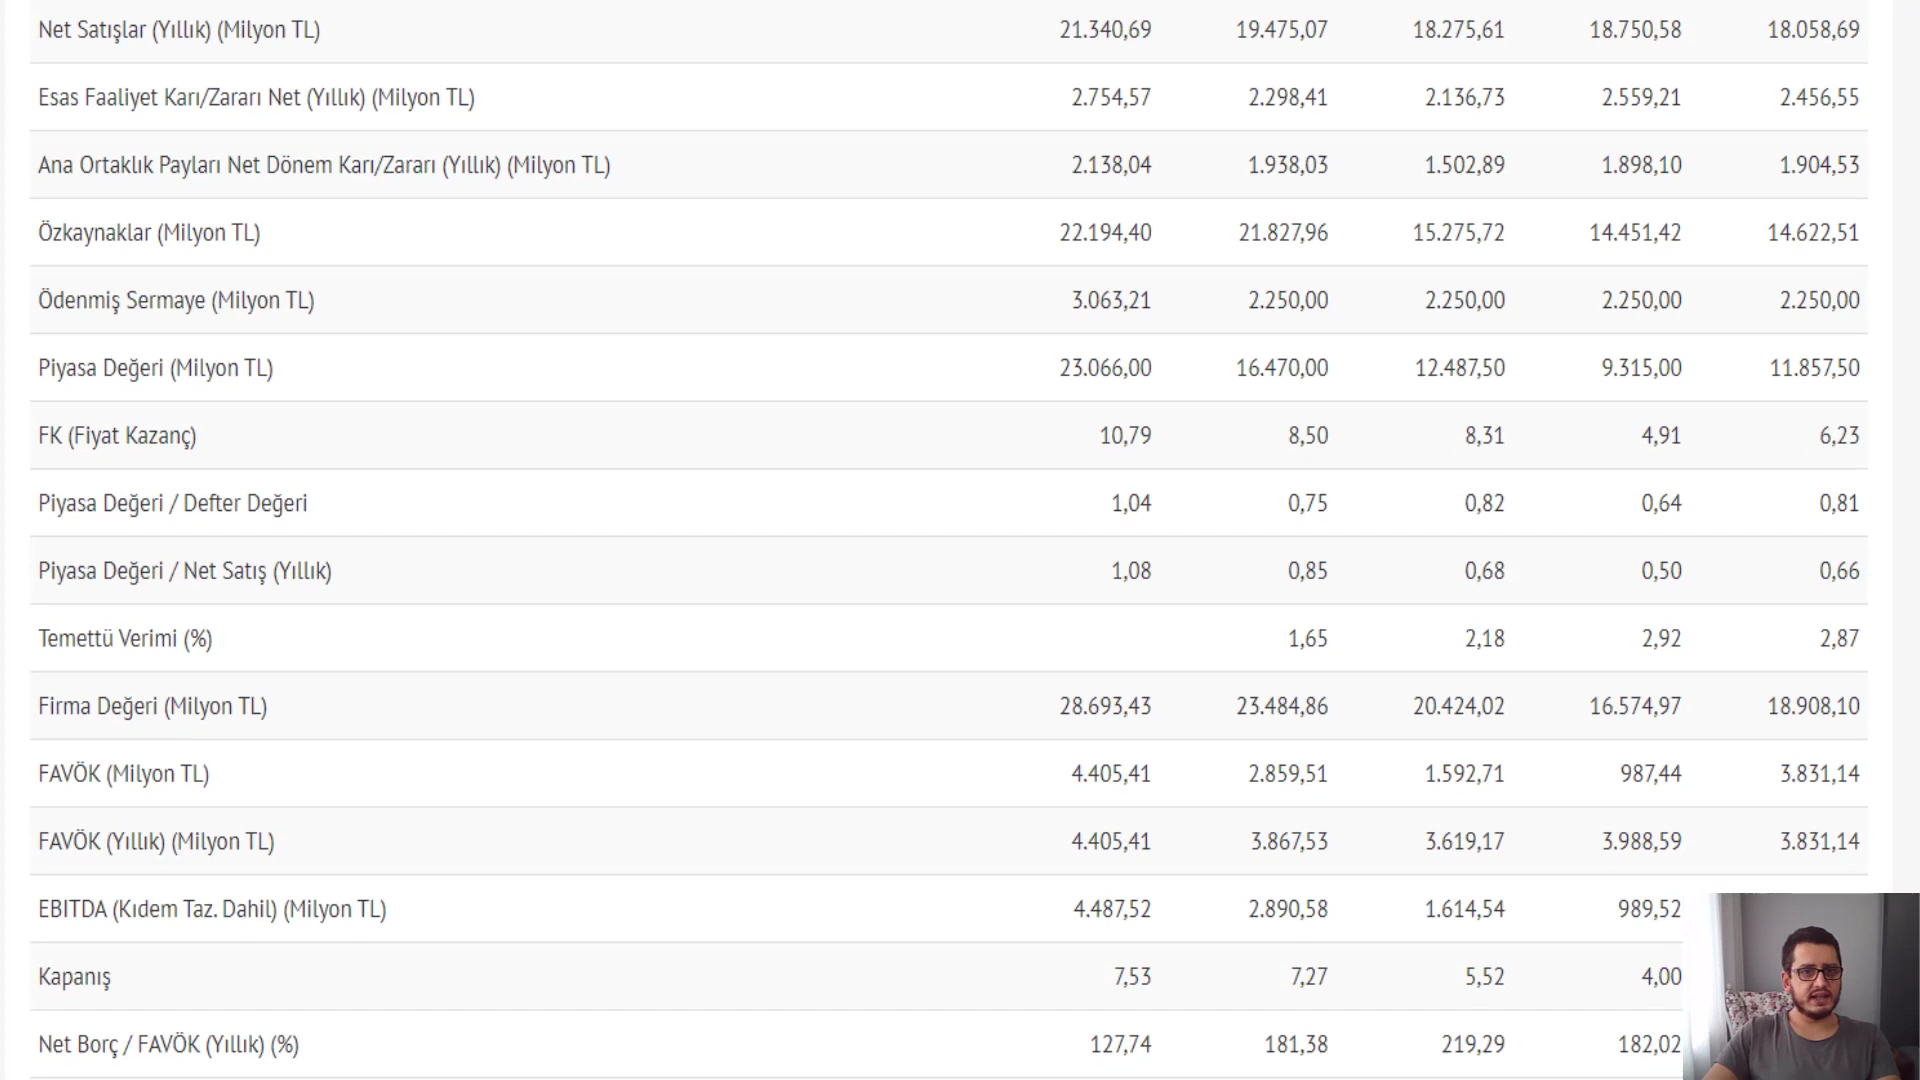 Net Satışlar (Yıllık) (Milyon TL) 21.340,69 19.475,07 18.275,61 18.750,58 18.058,69
Esas Faaliyet Karı/Zararı Net (Yıllık) (Milyon TL) 2.754,57 2.298,41 2.136,73 2.559,21 2.456,55
Ana Ortaklık Payları Net Dönem Karı/Zararı (Yıllık) (Milyon TL) 2.138,04 1.938,03 1.502,89 1.898,10 1.904,53
Özkaynaklar (Milyon TL) 22.194,40 21.827,96 15.275,72 14.451,42 14.622,51
Ödenmiş Sermaye (Milyon TL) 3.063,21 2.250,00 2.250,00 2.250,00 2.250,00
Piyasa Değeri (Milyon TL) 23.066,00 16.470,00 12.487,50 9.315,00 11.857,50
FK (Fiyat Kazanç) 10,79 8,50 8,31 4,91 6,23
Piyasa Değeri / Defter Değeri 1,04 0,75 0,82 0,64 0,81
Piyasa Değeri / Net Satış (Yıllık) 1,08 0,85 0,68 0,50 0,66
Temettü Verimi (%) 1,65 2,18 2,92 2,87
Firma Değeri (Milyon TL) 28.693,43 23.484,86 20.424,02 16.574,97 18.908,10
FAVÖK (Milyon TL) 4.405,41 2.859,51 1.592,71 987,44 3.831,14
FAVÖK (Yıllık) (Milyon TL) 4.405,41 3.867,53 3.619,17 3.988,59 3.831,14
EBITDA (Kıdem Taz. Dahil) (Milyon TL) 4.487,52 2.890,58 1.614,54 989,52
Kapanış 7,53 7,27 5,52 4,00
Net Borç / FAVÖK (Yıllık) (%) 127,74 181,38 219,29 182,02